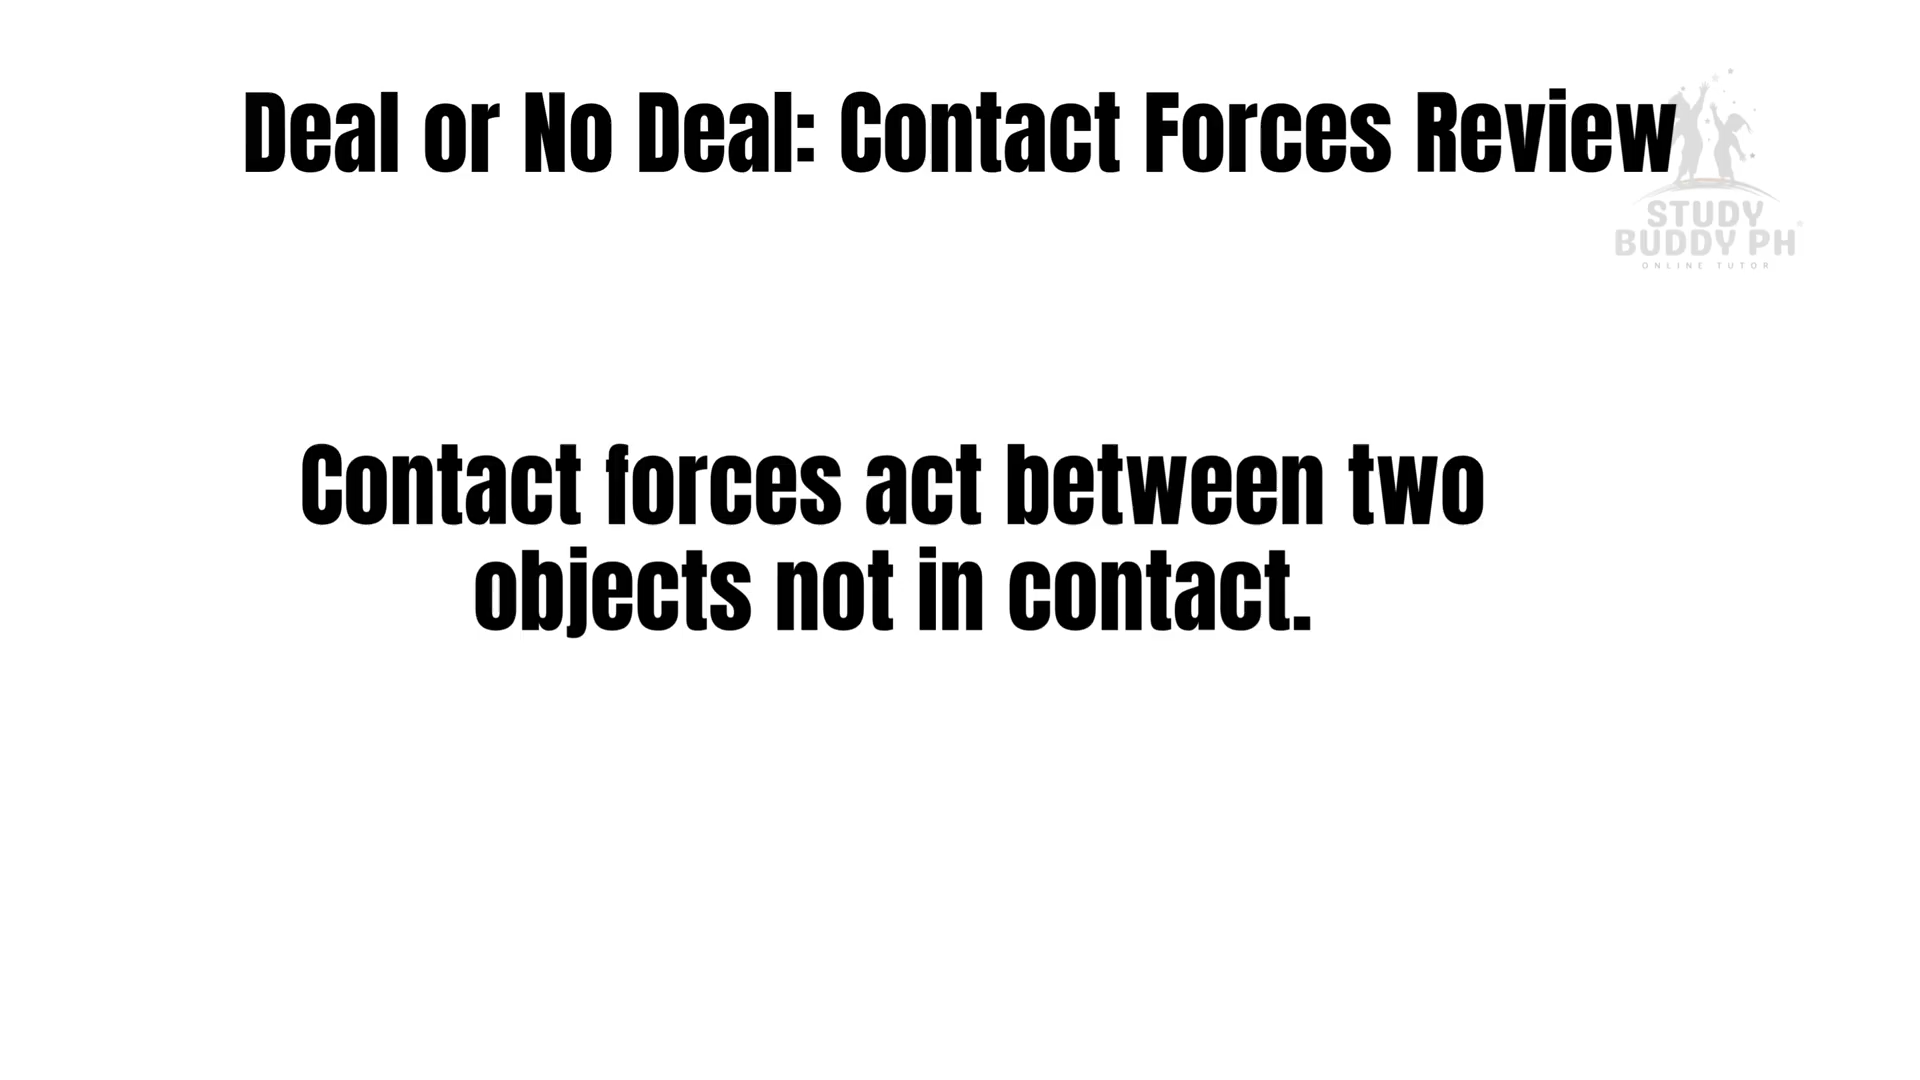 Deal or No Deal: Contact Forces Review
STUDY
BUDDY PH
ONLINE TUTOR
Contact forces act between two
objects not in contact.